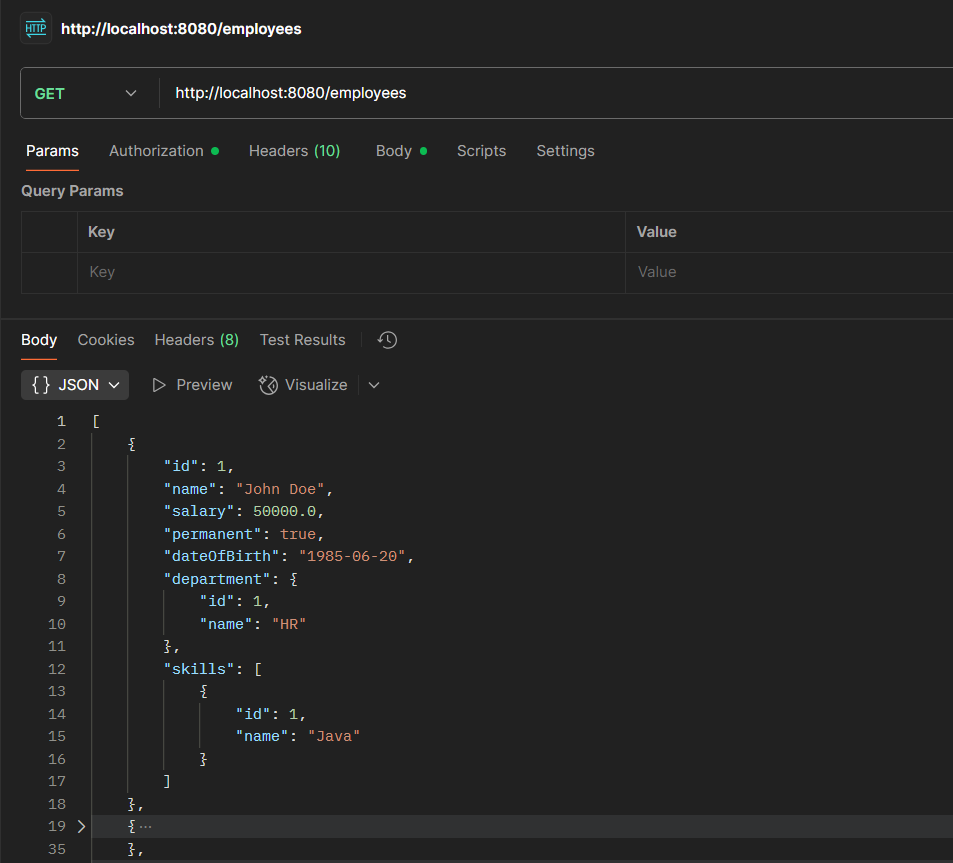 HTTP http://localhost:8080/employees
GET http://localhost:8080/employees
Params Authorization Headers (10) Body Scripts Settings
Query Params
Key Value
Key Value
Body Cookies Headers (8) Test Results
{} JSON Preview Visualize
1 [
2 {
3 "id": 1,
4 "name": "John Doe",
5 "salary": 50000.0,
6 "permanent": true,
7 "dateOfBirth": "1985-06-20",
8 "department": {
9 "id": 1,
10 "name": "HR"
11 },
12 "skills": [
13 {
14 "id": 1,
15 "name": "Java"
16 }
17 ]
18 },
19 { ···
35 },